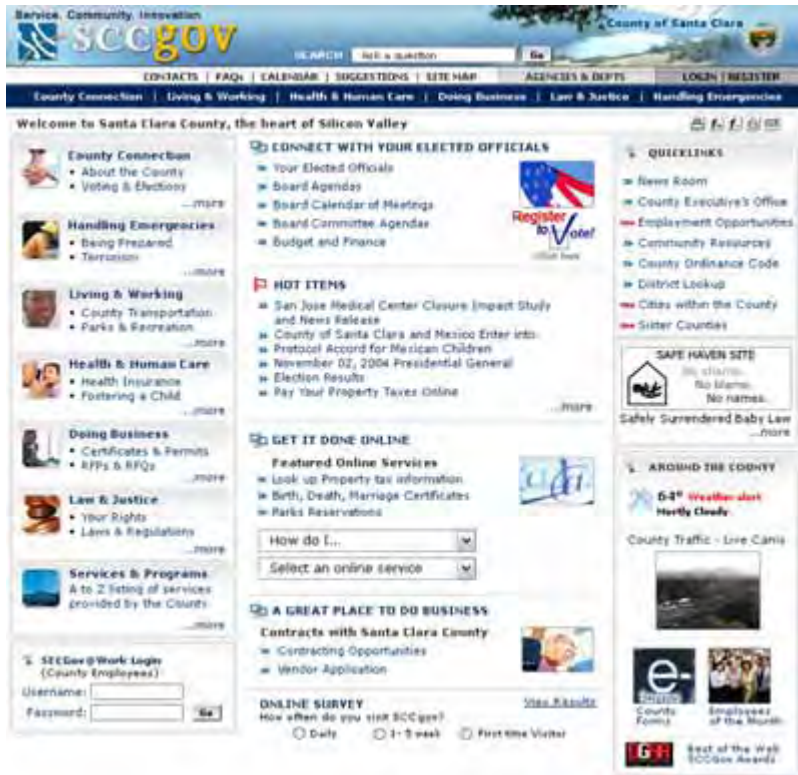 Service. Community. Innovation
SCCgov
County of Santa Clara
SEARCH Ask a question Go
CONTACTS | FAQs | CALENDAR | SUGGESTIONS | SITE MAP AGENCIES & DEPTS LOGIN | REGISTER
County Connection | Living & Working | Health & Human Care | Doing Business | Law & Justice | Handling Emergencies
Welcome to Santa Clara County, the heart of Silicon Valley
County Connection
• About the County
• Voting & Elections
...more
Handling Emergencies
• Being Prepared
• Terrorism
...more
Living & Working
• County Transportation
• Parks & Recreation
...more
Health & Human Care
• Health Insurance
• Fostering a Child
...more
Doing Business
• Certificates & Permits
• RFPs & RFQs
...more
Law & Justice
• Your Rights
• Laws & Regulations
...more
Services & Programs
A to Z listing of services
provided by the County
...more
SCCGov@Work Login
(County Employees)
Username:
Password: Go
CONNECT WITH YOUR ELECTED OFFICIALS
Your Elected Officials
Board Agendas
Board Calendar of Meetings
Board Committee Agendas
Budget and Finance
Register
to Vote!
click here
HOT ITEMS
San Jose Medical Center Closure Impact Study
and News Release
County of Santa Clara and Mexico Enter into
Protocol Accord for Mexican Children
November 02, 2004 Presidential General
Election Results
Pay Your Property Taxes Online
...more
GET IT DONE ONLINE
Featured Online Services
Look up Property tax information
Birth, Death, Marriage Certificates
Parks Reservations
How do I...
Select an online service
A GREAT PLACE TO DO BUSINESS
Contracts with Santa Clara County
Contracting Opportunities
Vendor Application
ONLINE SURVEY View Results
How often do you visit SCCgov?
Daily 1-5 week First time Visitor
QUICKLINKS
News Room
County Executive's Office
Employment Opportunities
Community Resources
County Ordinance Code
District Lookup
Cities within the County
Sister Counties
SAFE HAVEN SITE
No shame.
No blame.
No names.
Safely Surrendered Baby Law
...more
AROUND THE COUNTY
64° Weather alert
Mostly Cloudy
County Traffic - Live Cams
e-
County
Forms
Employees
of the Month
Best of the Web
SCCGov Awards